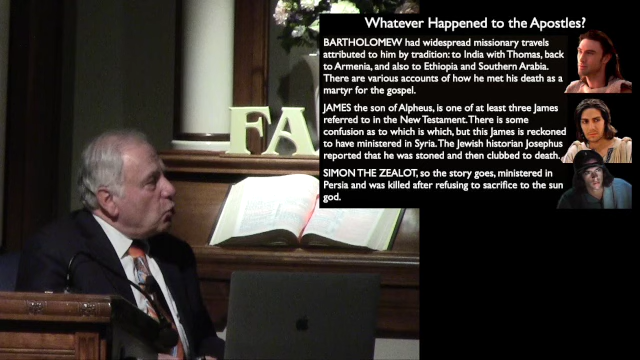 Whatever Happened to the Apostles?
BARTHOLOMEW had widespread missionary travels
attributed to him by tradition: to India with Thomas, back
to Armenia, and also to Ethiopia and Southern Arabia.
There are various accounts of how he met his death as a
martyr for the gospel.
JAMES the son of Alpheus, is one of at least three James
referred to in the New Testament. There is some
confusion as to which is which, but this James is reckoned
to have ministered in Syria. The Jewish historian Josephus
reported that he was stoned and then clubbed to death.
SIMON THE ZEALOT, so the story goes, ministered in
Persia and was killed after refusing to sacrifice to the sun
god.
FA